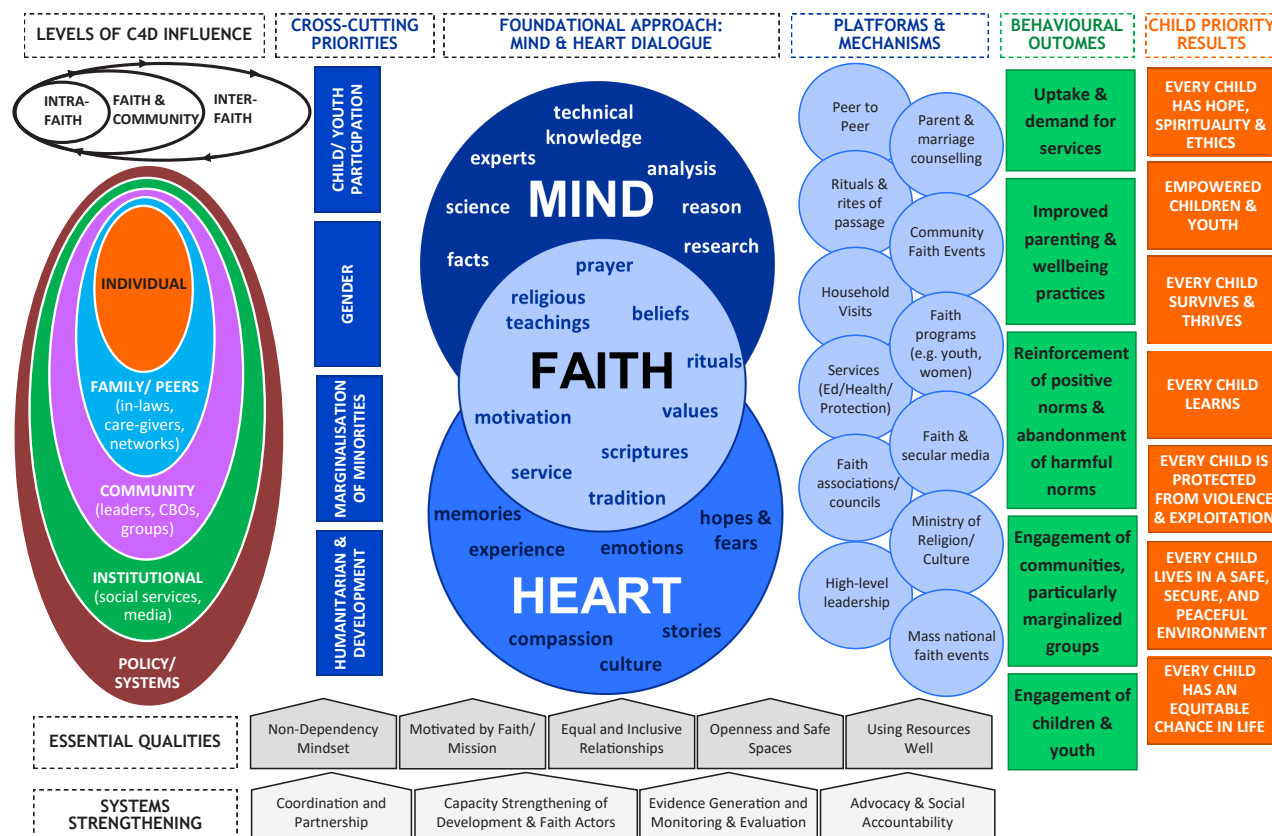 LEVELS OF C4D INFLUENCE
CROSS-CUTTING
PRIORITIES
FOUNDATIONAL APPROACH:
MIND & HEART DIALOGUE
PLATFORMS &
MECHANISMS
BEHAVIOURAL
OUTCOMES
CHILD PRIORITY
RESULTS
INTRA-
FAITH
FAITH &
COMMUNITY
INTER-
FAITH
INDIVIDUAL
FAMILY/ PEERS
(in-laws,
care-givers,
networks)
COMMUNITY
(leaders, CBOs,
groups)
INSTITUTIONAL
(social services,
media)
POLICY/
SYSTEMS
CHILD/ YOUTH
PARTICIPATION
GENDER
MARGINALISATION
OF MINORITIES
HUMANITARIAN &
DEVELOPMENT
technical
knowledge
experts
analysis
MIND
science
reason
research
facts
prayer
religious
teachings
beliefs
rituals
FAITH
motivation
values
scriptures
service
tradition
memories
hopes &
fears
experience
emotions
HEART
stories
compassion
culture
Peer to
Peer
Parent &
marriage
counselling
Rituals &
rites of
passage
Community
Faith Events
Household
Visits
Faith
programs
(e.g. youth,
women)
Services
(Ed/Health/
Protection)
Faith &
secular media
Faith
associations/
councils
Ministry of
Religion/
Culture
High-level
leadership
Mass national
faith events
Uptake &
demand for
services
Improved
parenting &
wellbeing
practices
Reinforcement
of positive
norms &
abandonment
of harmful
norms
Engagement of
communities,
particularly
marginalized
groups
Engagement of
children &
youth
EVERY CHILD
HAS HOPE,
SPIRITUALITY &
ETHICS
EMPOWERED
CHILDREN &
YOUTH
EVERY CHILD
SURVIVES &
THRIVES
EVERY CHILD
LEARNS
EVERY CHILD IS
PROTECTED
FROM VIOLENCE
& EXPLOITATION
EVERY CHILD
LIVES IN A SAFE,
SECURE, AND
PEACEFUL
ENVIRONMENT
EVERY CHILD
HAS AN
EQUITABLE
CHANCE IN LIFE
ESSENTIAL QUALITIES
Non-Dependency
Mindset
Motivated by Faith/
Mission
Equal and Inclusive
Relationships
Openness and Safe
Spaces
Using Resources
Well
SYSTEMS
STRENGTHENING
Coordination and
Partnership
Capacity Strengthening of
Development & Faith Actors
Evidence Generation and
Monitoring & Evaluation
Advocacy & Social
Accountability